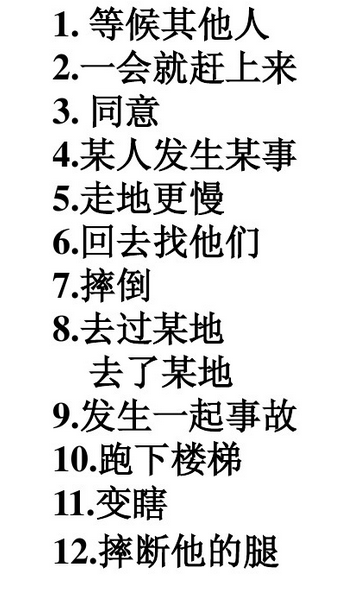 1. 等候其他人
2.一会就赶上来
3. 同意
4.某人发生某事
5.走地更慢
6.回去找他们
7.摔倒
8.去过某地
去了某地
9.发生一起事故
10.跑下楼梯
11.变瞎
12.摔断他的腿